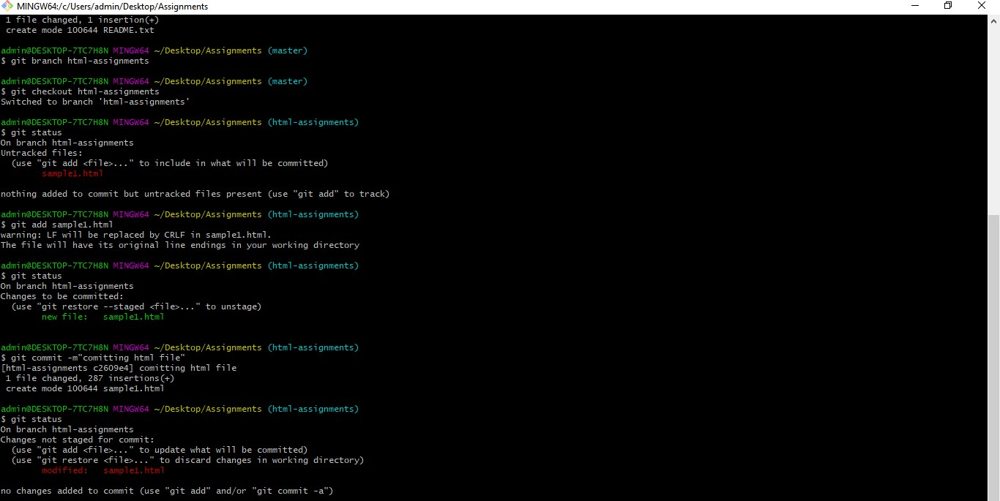 MINGW64:/c/Users/admin/Desktop/Assignments
 1 file changed, 1 insertion(+)
 create mode 100644 README.txt
admin@DESKTOP-7TC7H8N MINGW64 ~/Desktop/Assignments (master)
$ git branch html-assignments
admin@DESKTOP-7TC7H8N MINGW64 ~/Desktop/Assignments (master)
$ git checkout html-assignments
Switched to branch 'html-assignments'
admin@DESKTOP-7TC7H8N MINGW64 ~/Desktop/Assignments (html-assignments)
$ git status
On branch html-assignments
Untracked files:
  (use "git add <file>..." to include in what will be committed)
        sample1.html
nothing added to commit but untracked files present (use "git add" to track)
admin@DESKTOP-7TC7H8N MINGW64 ~/Desktop/Assignments (html-assignments)
$ git add sample1.html
warning: LF will be replaced by CRLF in sample1.html.
The file will have its original line endings in your working directory
admin@DESKTOP-7TC7H8N MINGW64 ~/Desktop/Assignments (html-assignments)
$ git status
On branch html-assignments
Changes to be committed:
  (use "git restore --staged <file>..." to unstage)
        new file:   sample1.html
admin@DESKTOP-7TC7H8N MINGW64 ~/Desktop/Assignments (html-assignments)
$ git commit -m"comitting html file"
[html-assignments c2609e4] comitting html file
 1 file changed, 287 insertions(+)
 create mode 100644 sample1.html
admin@DESKTOP-7TC7H8N MINGW64 ~/Desktop/Assignments (html-assignments)
$ git status
On branch html-assignments
Changes not staged for commit:
  (use "git add <file>..." to update what will be committed)
  (use "git restore <file>..." to discard changes in working directory)
        modified:   sample1.html
no changes added to commit (use "git add" and/or "git commit -a")